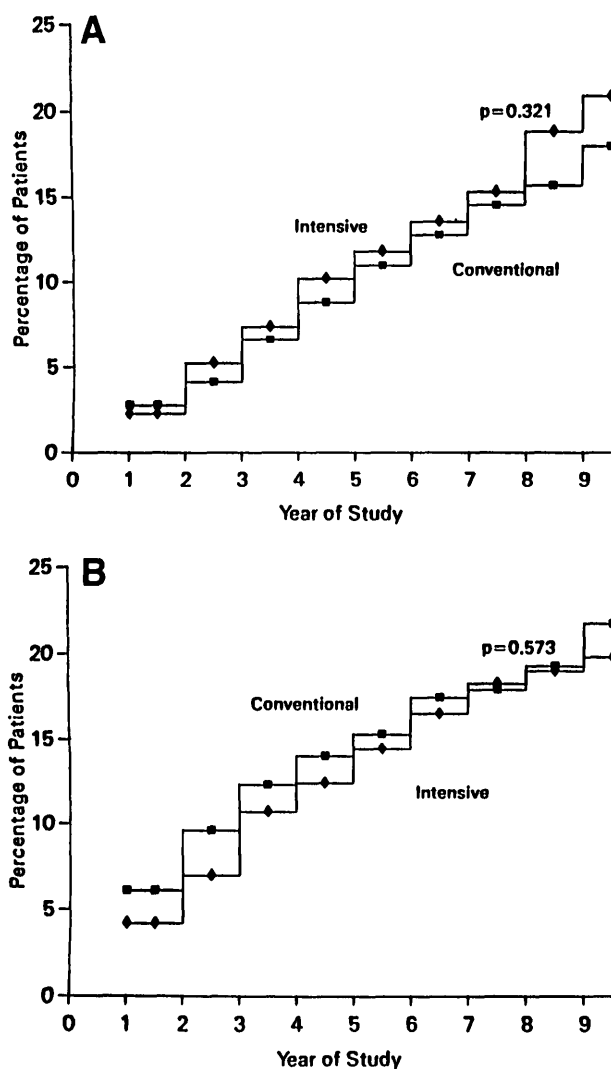 A
25
20
15
10
5
0
Percentage of Patients
p=0.321
Intensive
Conventional
0 1 2 3 4 5 6 7 8 9
Year of Study
B
25
20
15
10
5
0
Percentage of Patients
p=0.573
Conventional
Intensive
0 1 2 3 4 5 6 7 8 9
Year of Study